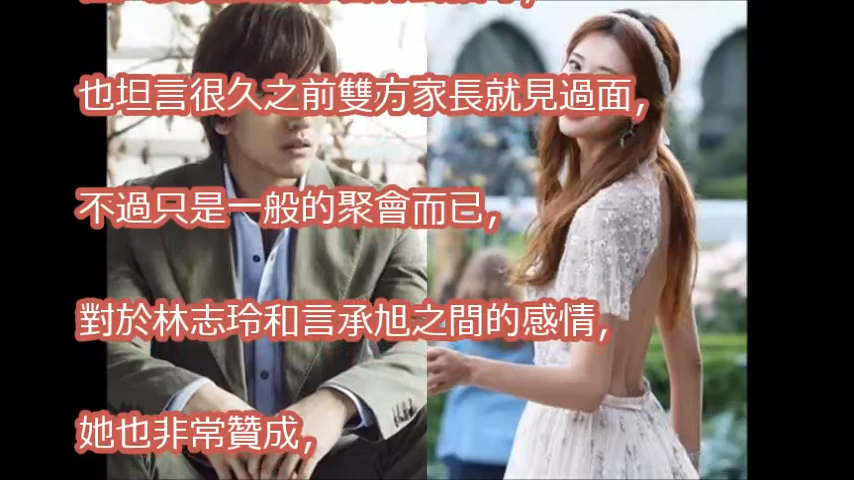 也坦言很久之前雙方家長就見過面,
不過只是一般的聚會而已,
對於林志玲和言承旭之間的感情,
她也非常贊成,